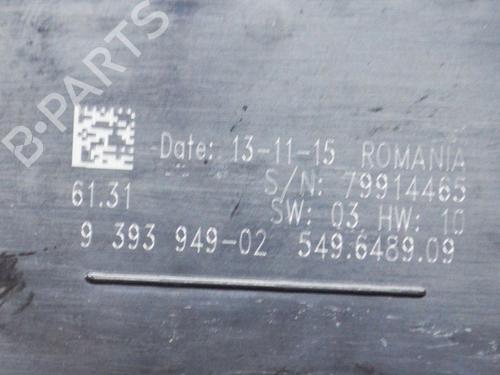 B-PARTS
Date: 13-11-15 ROMANIA
S/N: 79914465
61.31
SW: 03 HW: 10
9 393 949-02 549.6489.09